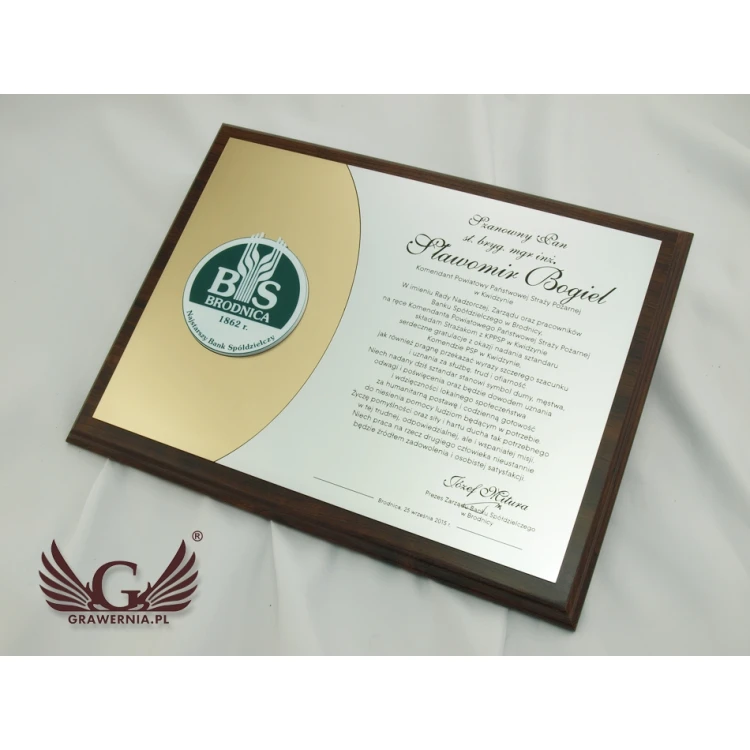 BS
BRODNICA
1862 r.
Najstarszy Bank Spółdzielczy
Szanowny Pan
st. bryg. mgr inż.
Sławomir Bogiel
Komendant Powiatowy Państwowej Straży Pożarnej
w Kwidzynie
W imieniu Rady Nadzorczej, Zarządu oraz pracowników
Banku Spółdzielczego w Brodnicy,
na ręce Komendanta Powiatowego Państwowej Straży Pożarnej
składam Strażakom z KPPSP w Kwidzynie
serdeczne gratulacje z okazji nadania sztandaru
Komendzie PSP w Kwidzynie,
jak również pragnę przekazać wyrazy szczerego szacunku
i uznania za służbę, trud i ofiarność.
Niech nadany dziś sztandar stanowi symbol dumy, męstwa,
odwagi i poświęcenia oraz będzie dowodem uznania
i wdzięczności lokalnego społeczeństwa
za humanitarną postawę i codzienną gotowość
do niesienia pomocy ludziom będącym w potrzebie.
Życzę pomyślności oraz siły i hartu ducha tak potrzebnego
w tej trudnej, odpowiedzialnej, ale i wspaniałej misji.
Niech praca na rzecz drugiego człowieka nieustannie
będzie źródłem zadowolenia i osobistej satysfakcji.
Józef Mitura
Prezes Zarządu Banku Spółdzielczego
w Brodnicy
Brodnica, 25 września 2015 r.
G ®
GRAWERNIA.PL